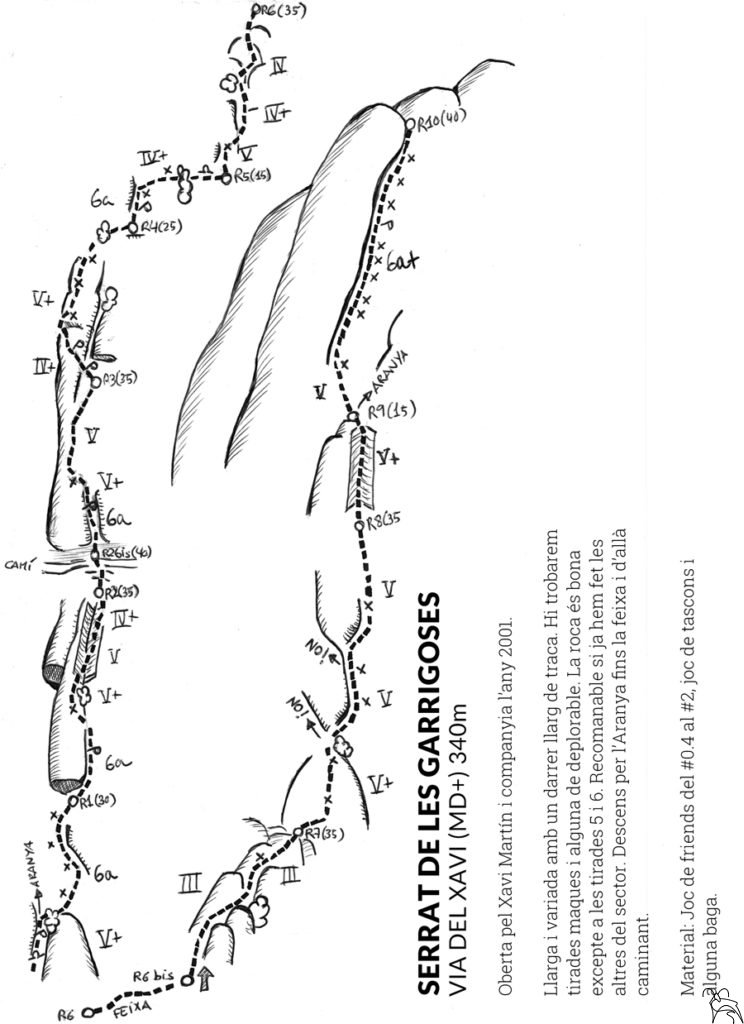 SERRAT DE LES GARRIGOSES
VIA DEL XAVI (MD+) 340m
Oberta pel Xavi Martín i companyia l'any 2001.
Llarga i variada amb un darrer llarg de traca. Hi trobarem
tirades maques i alguna de deplorable. La roca és bona
excepte a les tirades 5 i 6. Recomanable si ja hem fet les
altres del sector. Descens per l'Aranya fins la feixa i d'allà
caminant.
Material: Joc de friends del #0.4 al #2, joc de tascons i
alguna baga.
ARANYA
V+
6a
R1(30)
6a
V+
V
IV+
R2(35)
CAMÍ
R2bis(40)
6a
V+
V
R3(35)
IV+
V+
R4(25)
6a
IV+
R5(15)
V
IV+
IV
R6(35)
R6
FEIXA
R6 bis
III
III
R7(35)
V+
NO!
V
NO!
V
R8(35
V+
R9(15)
ARANYA
V
6a+
R10(40)